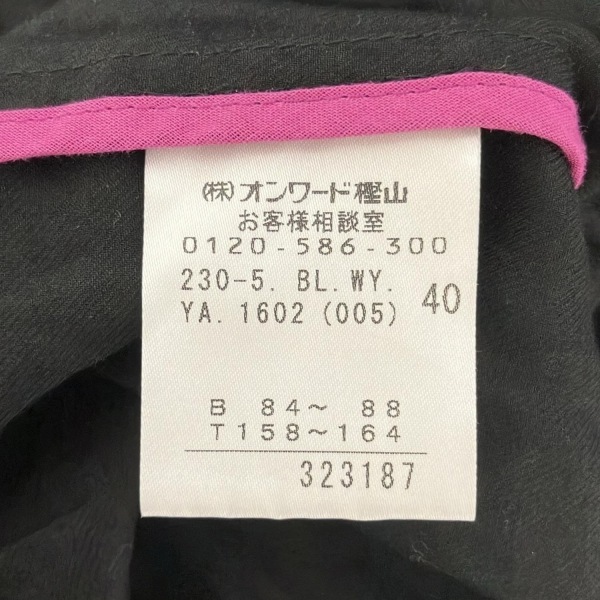 (株)オンワード樫山
お客様相談室
0120-586-300
230-5. BL. WY.
YA. 1602 (005) 40
B 84～ 88
T 158～164
323187